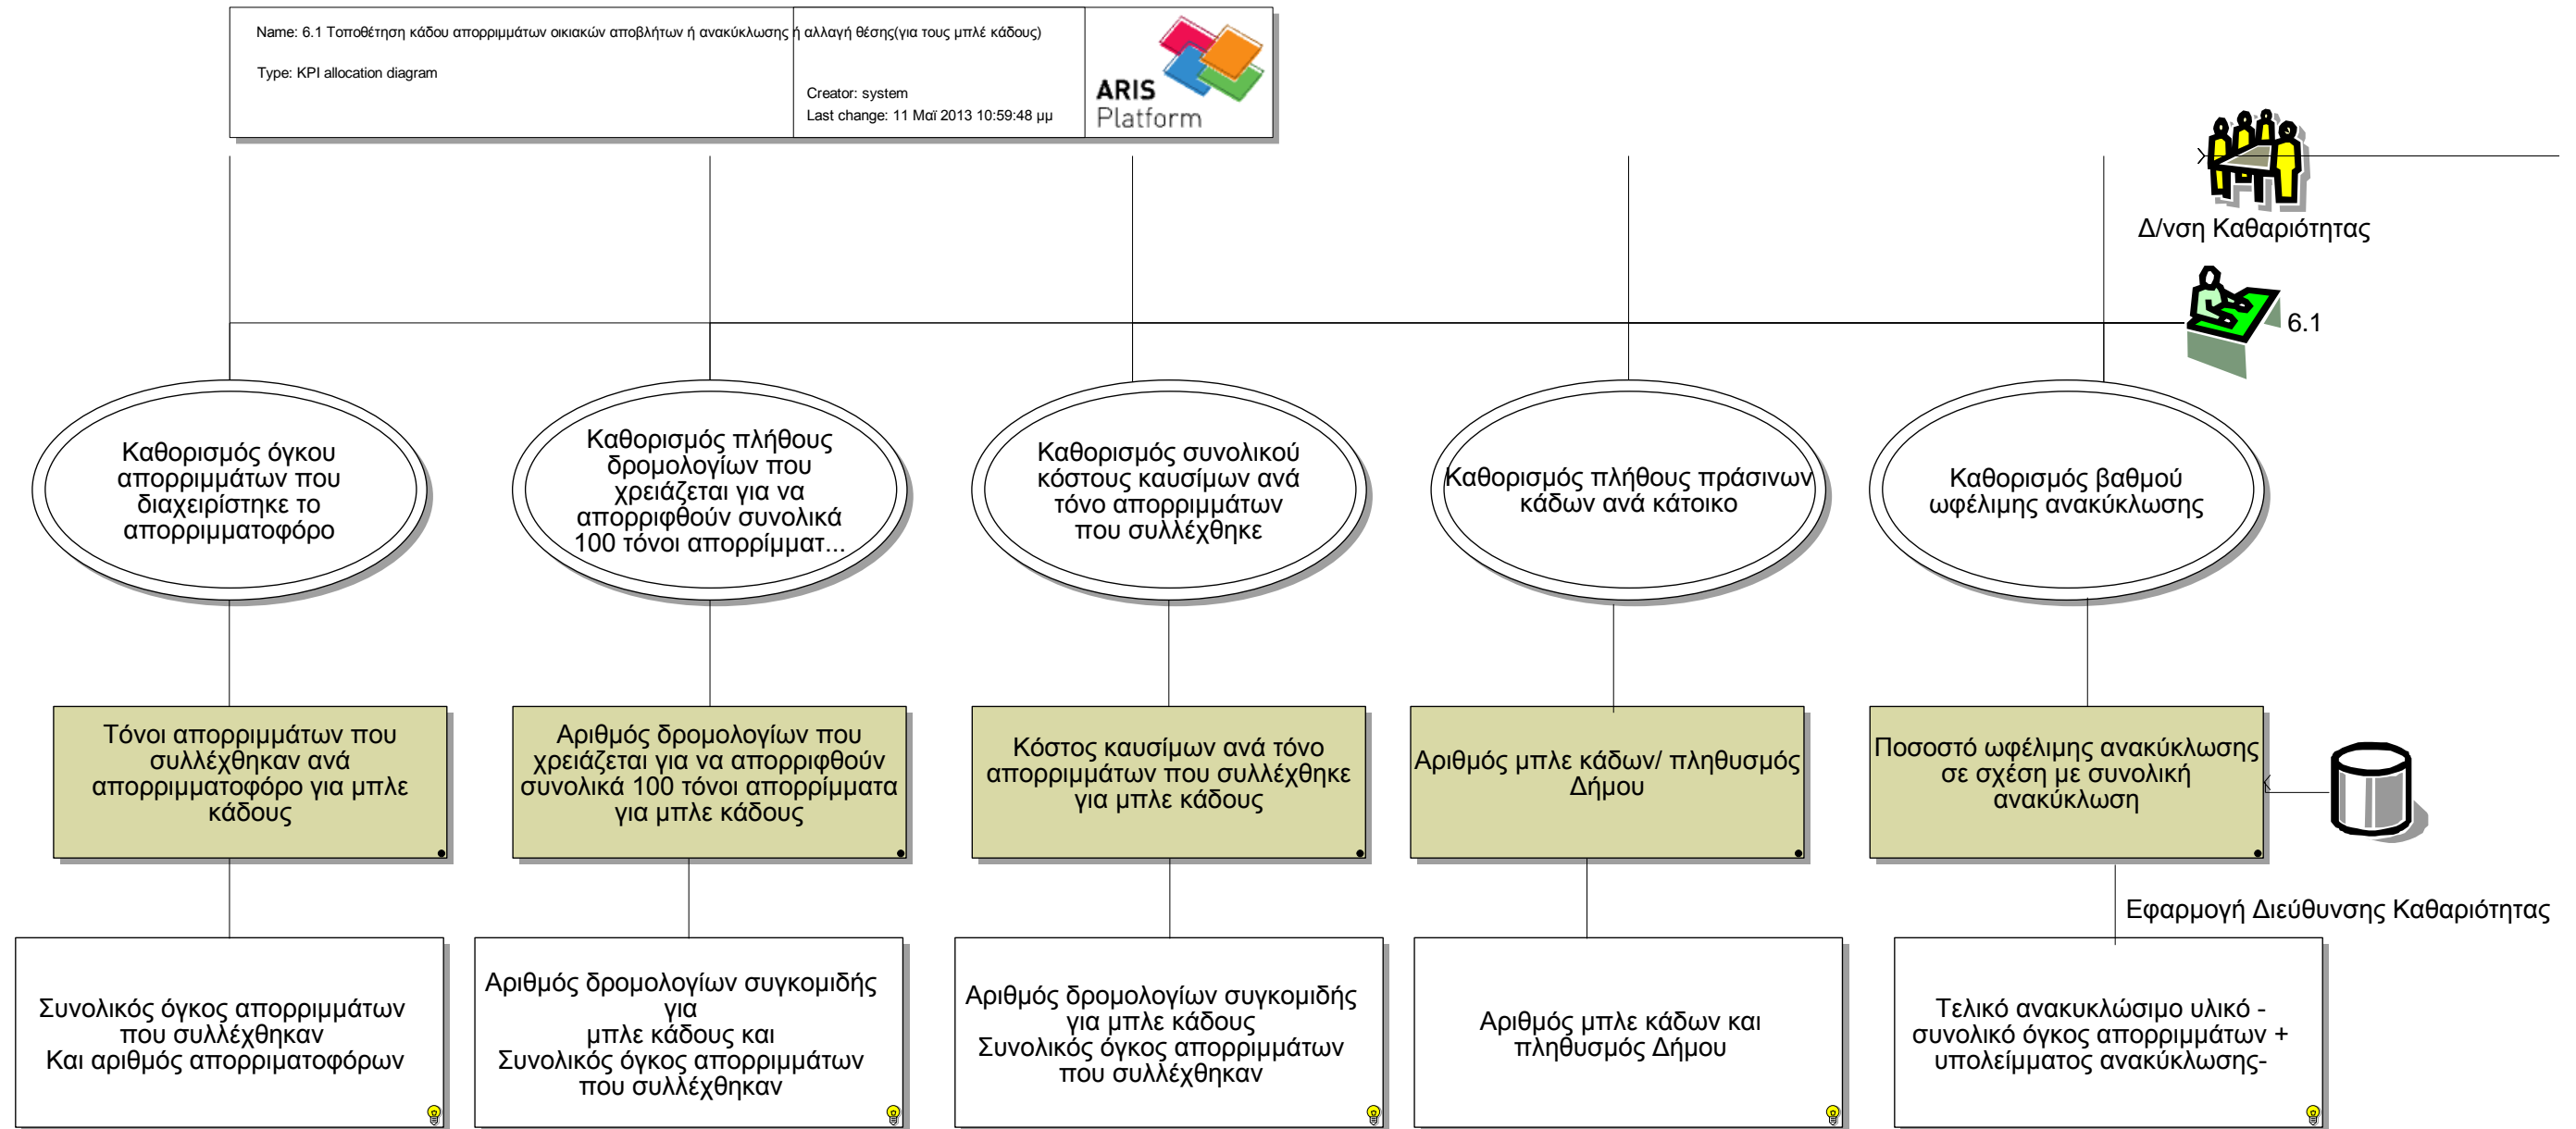 Name: 6.1 Τοποθέτηση κάδου απορριμμάτων οικιακών αποβλήτων ή ανακύκλωσης ή αλλαγή θέσης(για τους μπλέ κάδους)
Type: KPI allocation diagram
Creator: system
Last change: 11 Μαϊ 2013 10:59:48 μμ
ARIS
Platform
Δ/νση Καθαριότητας
6.1
Καθορισμός όγκου
απορριμμάτων που
διαχειρίστηκε το
απορριμματοφόρο
Καθορισμός πλήθους
δρομολογίων που
χρειάζεται για να
απορριφθούν συνολικά
100 τόνοι απορρίμματ...
Καθορισμός συνολικού
κόστους καυσίμων ανά
τόνο απορριμμάτων
που συλλέχθηκε
Καθορισμός πλήθους πράσινων
κάδων ανά κάτοικο
Καθορισμός βαθμού
ωφέλιμης ανακύκλωσης
Τόνοι απορριμμάτων που
συλλέχθηκαν ανά
απορριμματοφόρο για μπλε
κάδους
Αριθμός δρομολογίων που
χρειάζεται για να απορριφθούν
συνολικά 100 τόνοι απορρίμματα
για μπλε κάδους
Κόστος καυσίμων ανά τόνο
απορριμμάτων που συλλέχθηκε
για μπλε κάδους
Αριθμός μπλε κάδων/ πληθυσμός
Δήμου
Ποσοστό ωφέλιμης ανακύκλωσης
σε σχέση με συνολική
ανακύκλωση
Εφαρμογή Διεύθυνσης Καθαριότητας
Συνολικός όγκος απορριμμάτων
που συλλέχθηκαν
Και αριθμός απορριματοφόρων
Αριθμός δρομολογίων συγκομιδής
για
μπλε κάδους και
Συνολικός όγκος απορριμμάτων
που συλλέχθηκαν
Αριθμός δρομολογίων συγκομιδής
για μπλε κάδους
Συνολικός όγκος απορριμμάτων
που συλλέχθηκαν
Αριθμός μπλε κάδων και
πληθυσμός Δήμου
Τελικό ανακυκλώσιμο υλικό -
συνολικό όγκος απορριμμάτων +
υπολείμματος ανακύκλωσης-